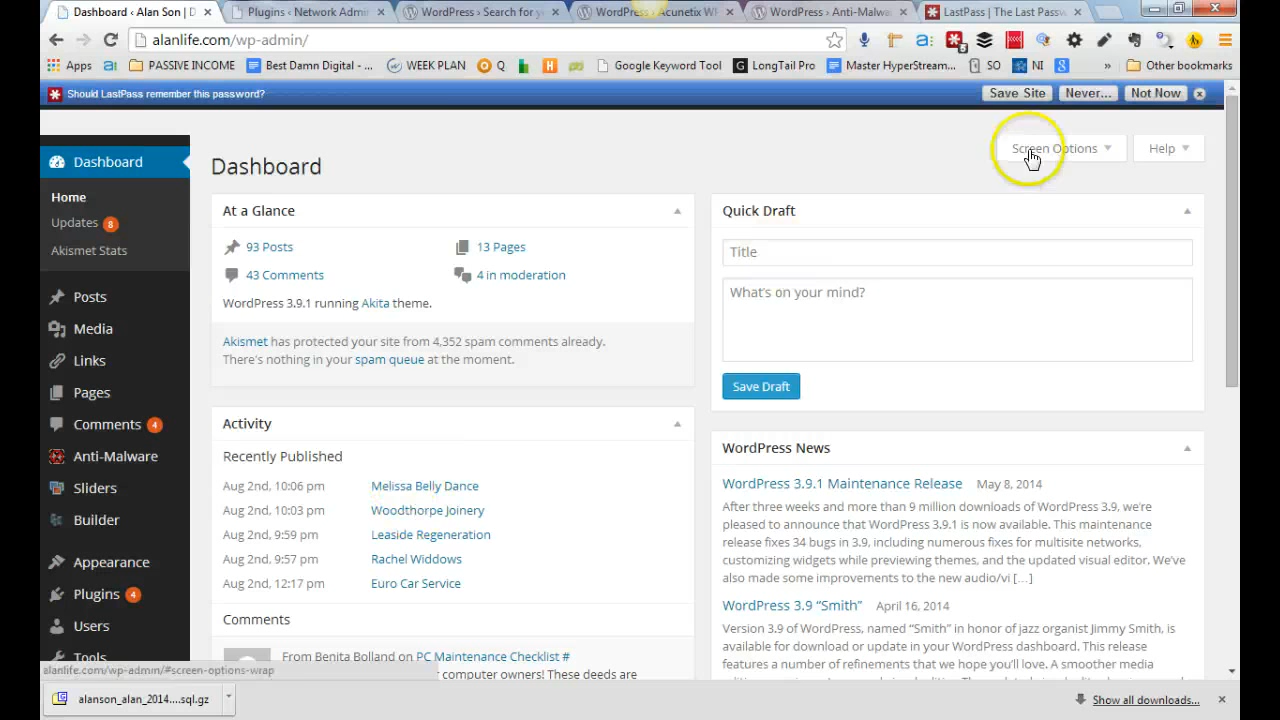 Dashboard ‹ Alan Son | D
Plugins ‹ Network Admi
WordPress › Search for y
WordPress › Acunetix W
WordPress › Anti-Malwa
LastPass | The Last Passw
alanlife.com/wp-admin/
Apps
PASSIVE INCOME
Best Damn Digital - ...
WEEK PLAN
Q
Google Keyword Tool
LongTail Pro
Master HyperStream...
SO
NI
» Other bookmarks
Should LastPass remember this password?
Save Site
Never...
Not Now
Screen Options
Help
Dashboard
Dashboard
Home
Updates 8
Akismet Stats
Posts
Media
Links
Pages
Comments 4
Anti-Malware
Sliders
Builder
Appearance
Plugins 4
Users
Tools
At a Glance
93 Posts
13 Pages
43 Comments
4 in moderation
WordPress 3.9.1 running Akita theme.
Akismet has protected your site from 4,352 spam comments already.
There's nothing in your spam queue at the moment.
Activity
Recently Published
Aug 2nd, 10:06 pm Melissa Belly Dance
Aug 2nd, 10:03 pm Woodthorpe Joinery
Aug 2nd, 9:59 pm Leaside Regeneration
Aug 2nd, 9:57 pm Rachel Widdows
Aug 2nd, 12:17 pm Euro Car Service
Comments
From Benita Bolland on PC Maintenance Checklist #
computer owners! These deeds are
Quick Draft
Title
What's on your mind?
Save Draft
WordPress News
WordPress 3.9.1 Maintenance Release May 8, 2014
After three weeks and more than 9 million downloads of WordPress 3.9, we're
pleased to announce that WordPress 3.9.1 is now available. This maintenance
release fixes 34 bugs in 3.9, including numerous fixes for multisite networks,
customizing widgets while previewing themes, and the updated visual editor. We've
also made some improvements to the new audio/vi […]
WordPress 3.9 “Smith” April 16, 2014
Version 3.9 of WordPress, named “Smith” in honor of jazz organist Jimmy Smith, is
available for download or update in your WordPress dashboard. This release
features a number of refinements that we hope you'll love. A smoother media
alanlife.com/wp-admin/#screen-options-wrap
alanson_alan_2014....sql.gz
Show all downloads...